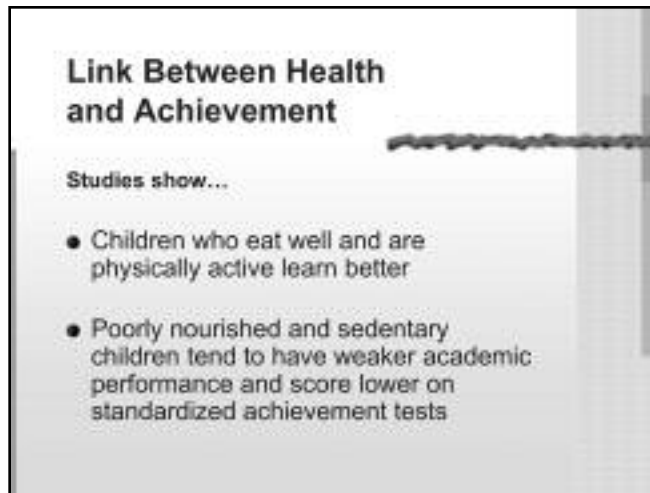 Link Between Health
and Achievement
Studies show...
● Children who eat well and are
physically active learn better
● Poorly nourished and sedentary
children tend to have weaker academic
performance and score lower on
standardized achievement tests